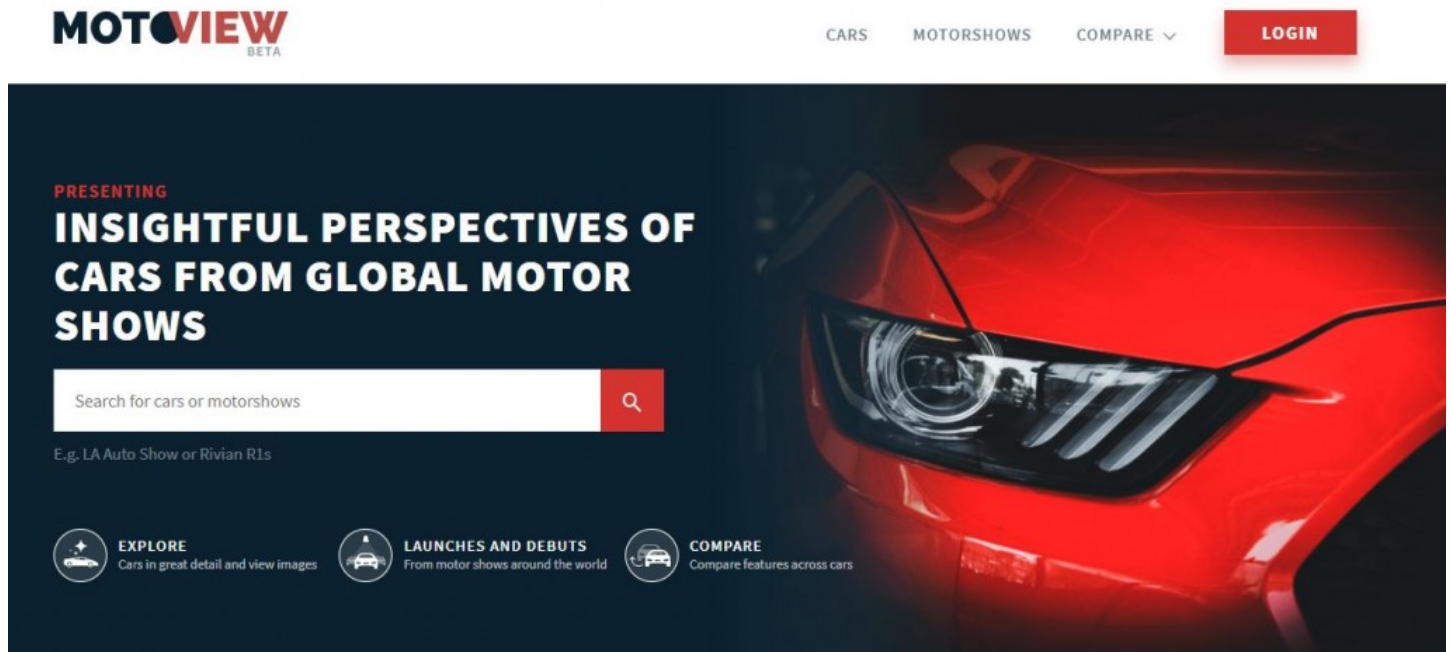 MOTOVIEW
BETA
CARS
MOTORSHOWS
COMPARE
LOGIN
PRESENTING
INSIGHTFUL PERSPECTIVES OF
CARS FROM GLOBAL MOTOR
SHOWS
Search for cars or motorshows
E.g. LA Auto Show or Rivian R1s
EXPLORE
Cars in great detail and view images
LAUNCHES AND DEBUTS
From motor shows around the world
COMPARE
Compare features across cars